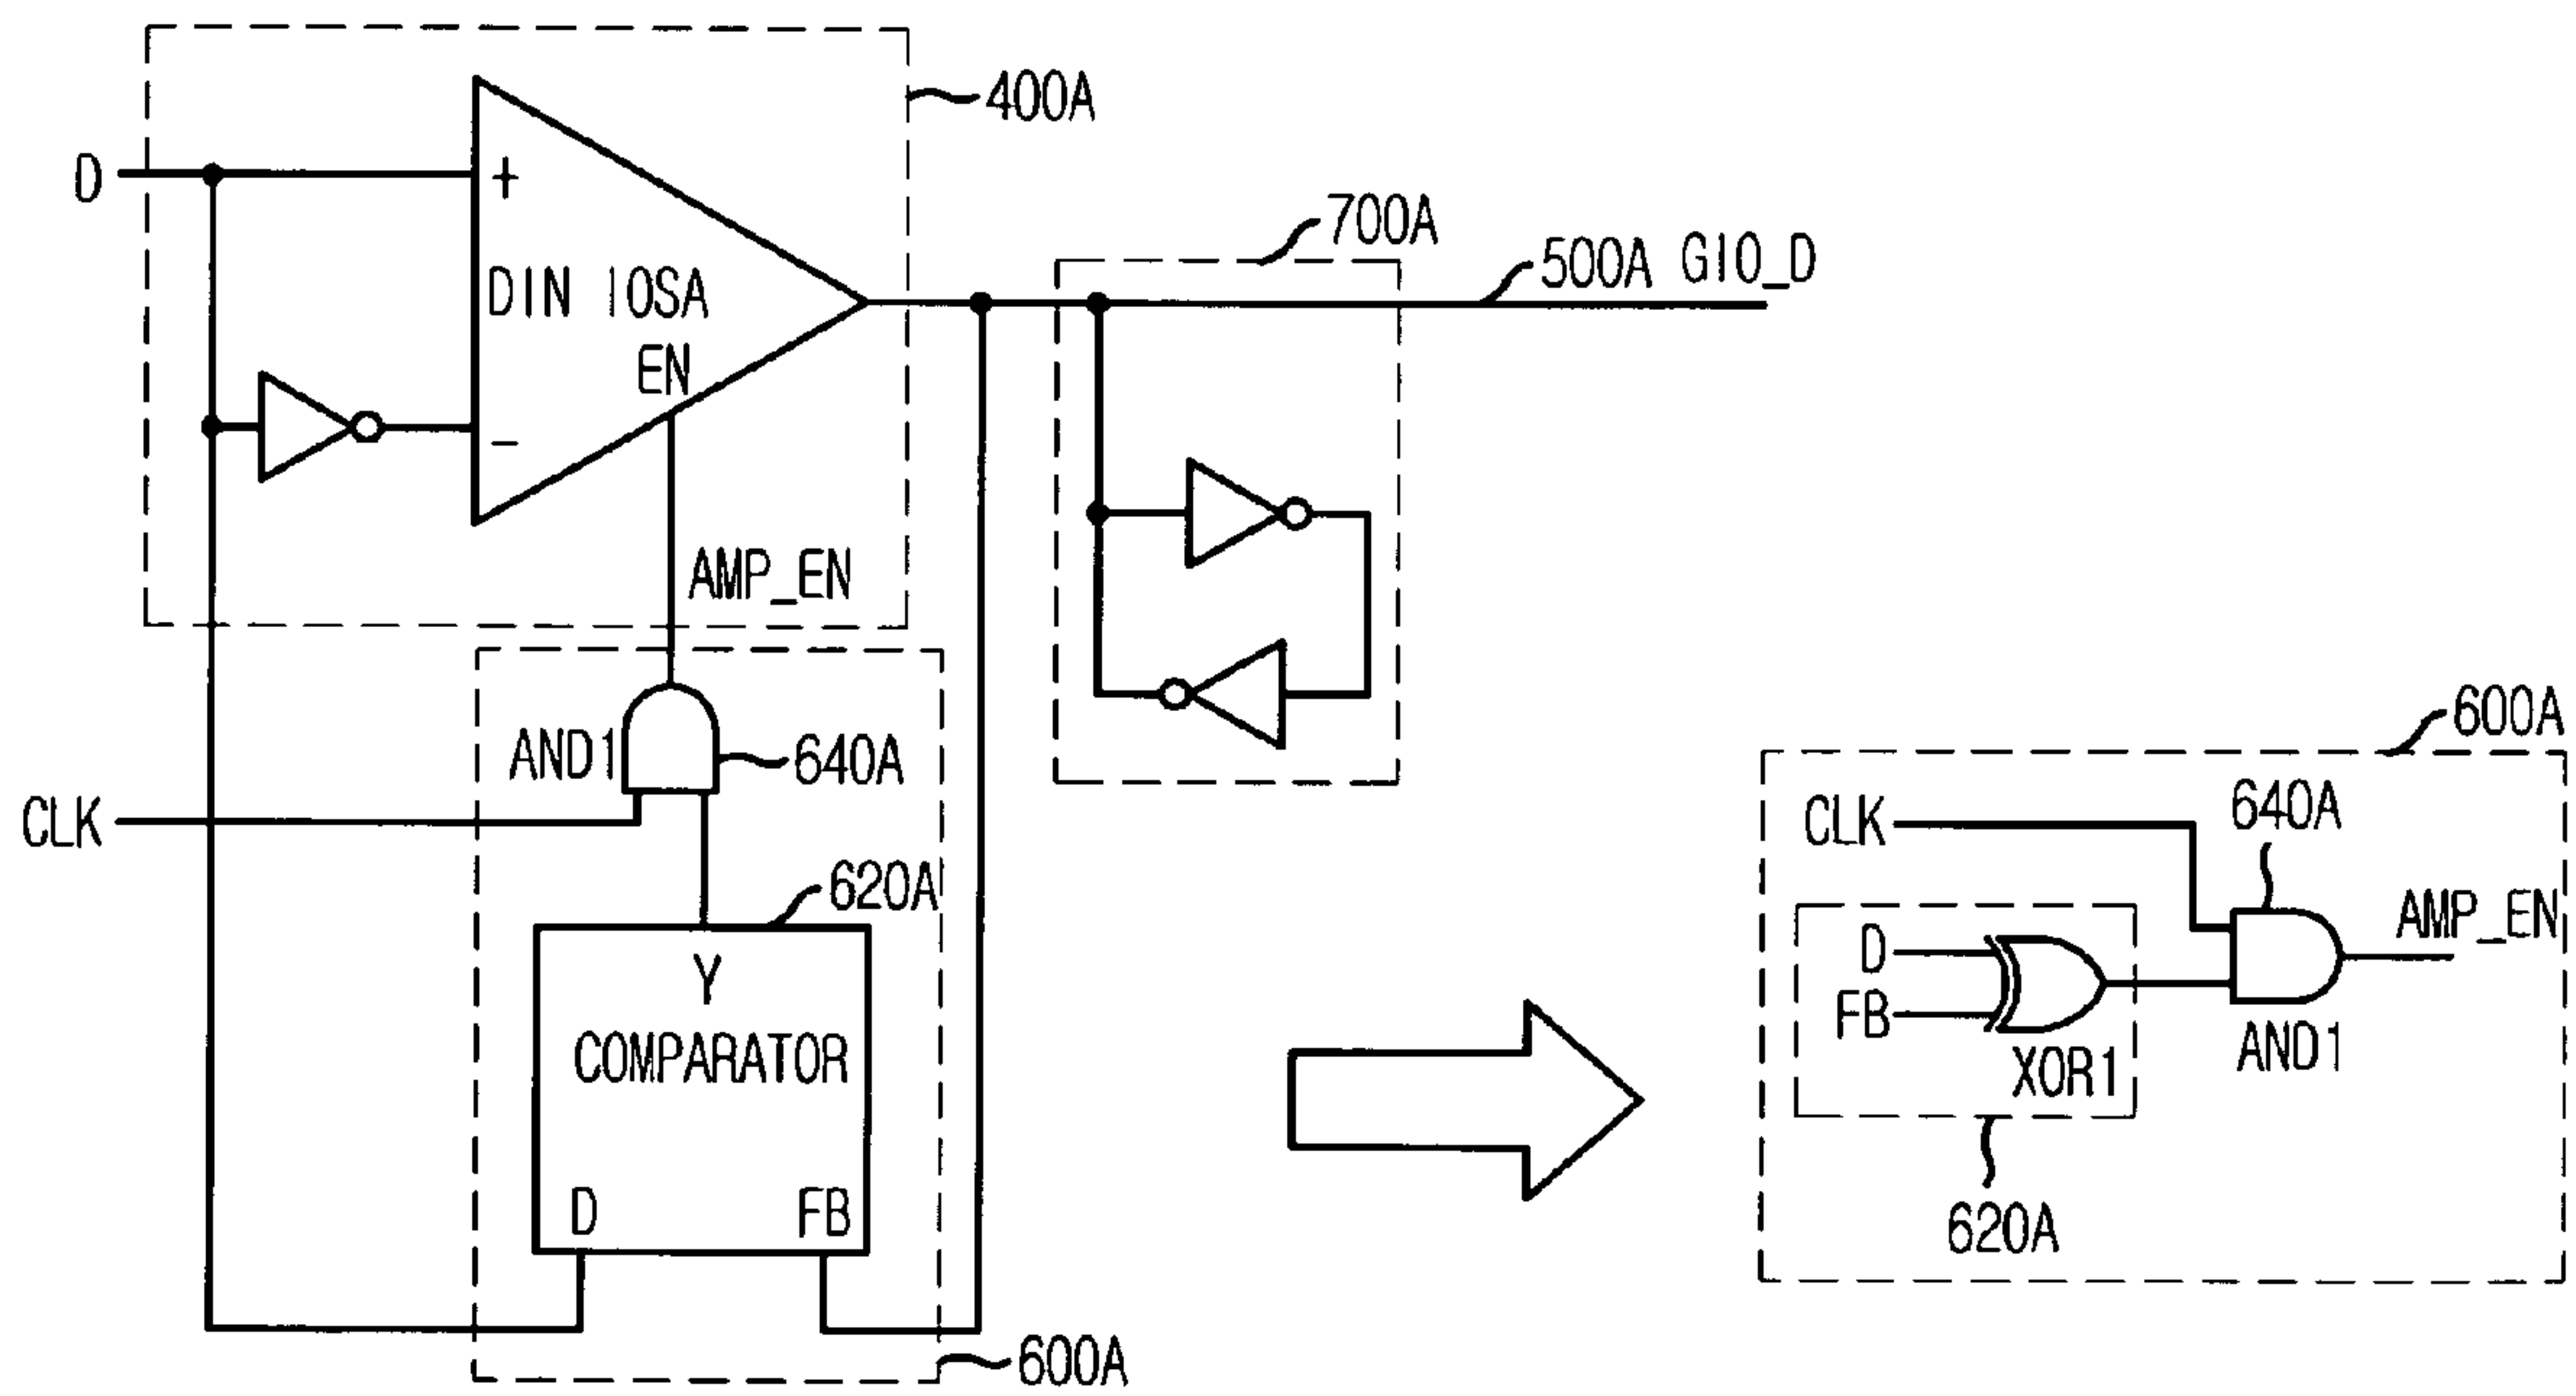 400A
D
+
700A
500A GIO_D
DIN IOSA
EN
-
AMP_EN
AND1
640A
CLK
620A
Y
COMPARATOR
D
FB
600A
600A
640A
CLK
AMP_EN
D
FB
XOR1
AND1
620A